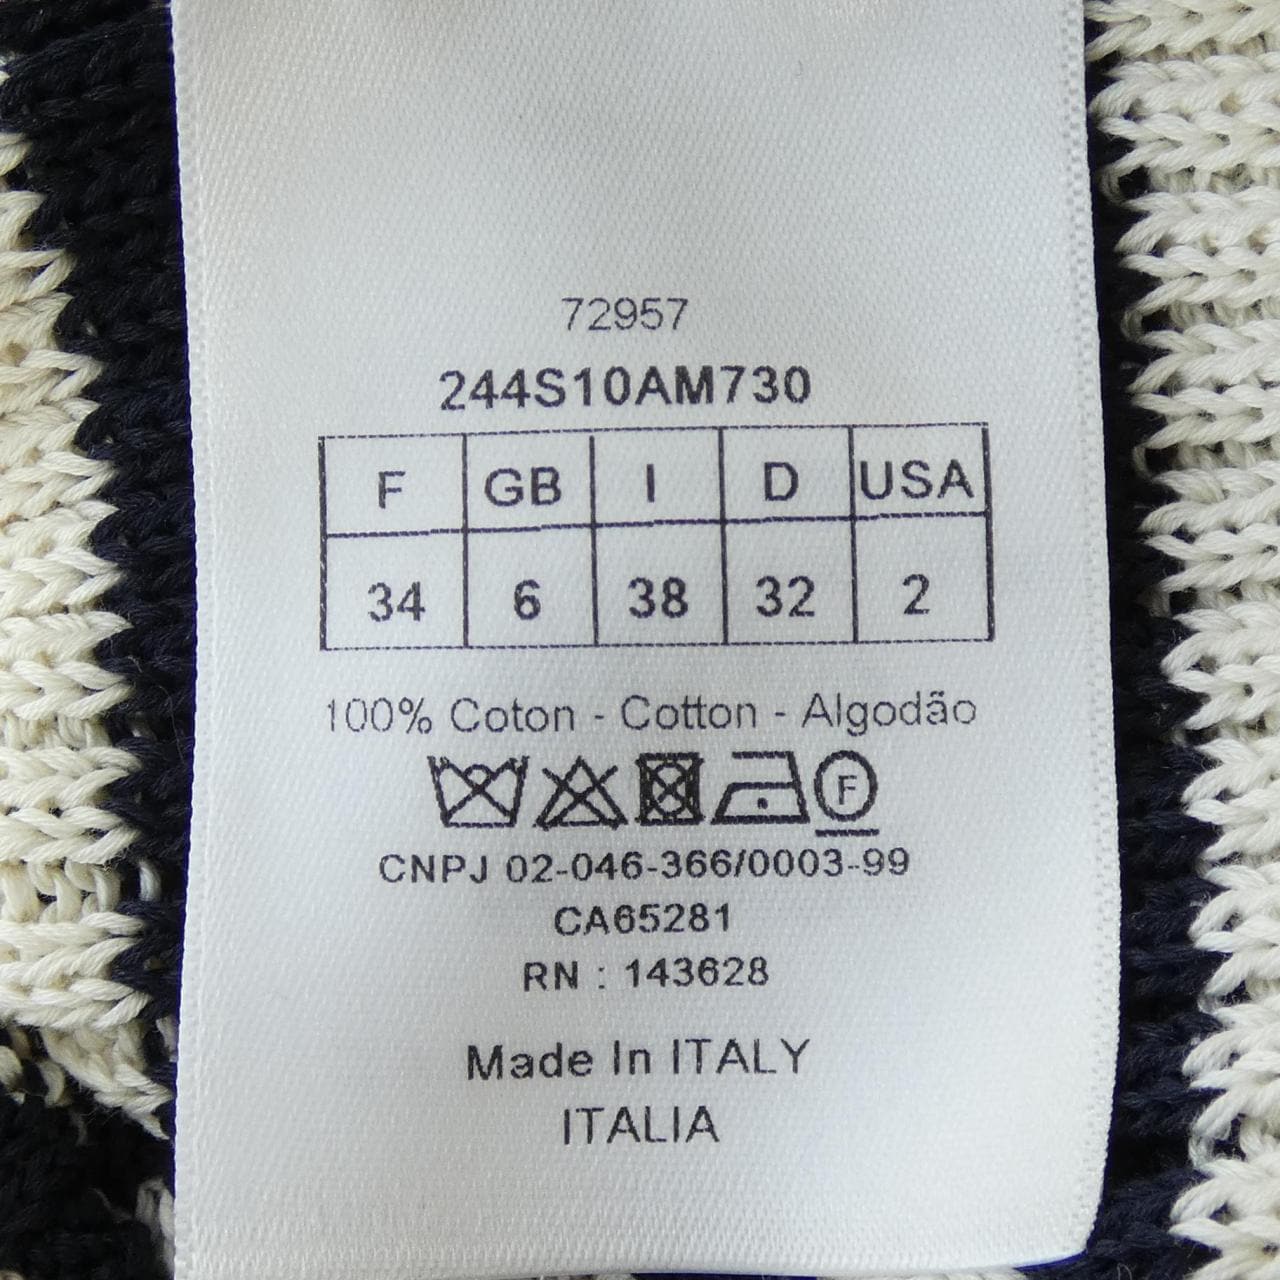 72957
244S10AM730
F GB I D USA
34 6 38 32 2
100% Coton - Cotton - Algodão
F
CNPJ 02-046-366/0003-99
CA65281
RN : 143628
Made In ITALY
ITALIA